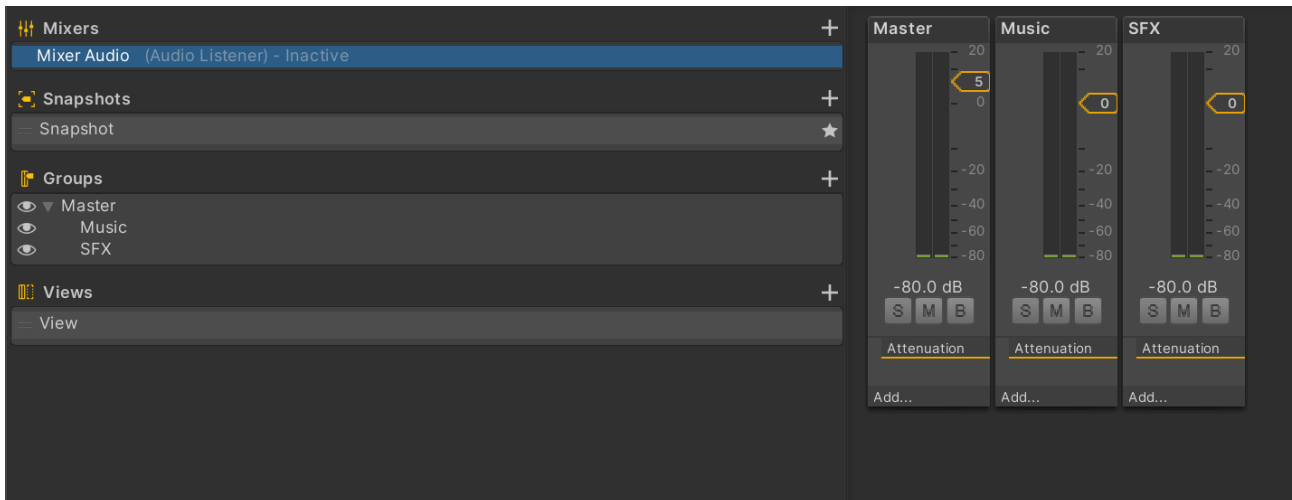 Mixers
Mixer Audio (Audio Listener) - Inactive
Snapshots
Snapshot
Groups
Master
Music
SFX
Views
View
Master
20
5
0
-20
-40
-60
-80
-80.0 dB
S M B
Attenuation
Add...
Music
20
0
-20
-40
-60
-80
-80.0 dB
S M B
Attenuation
Add...
SFX
20
0
-20
-40
-60
-80
-80.0 dB
S M B
Attenuation
Add...